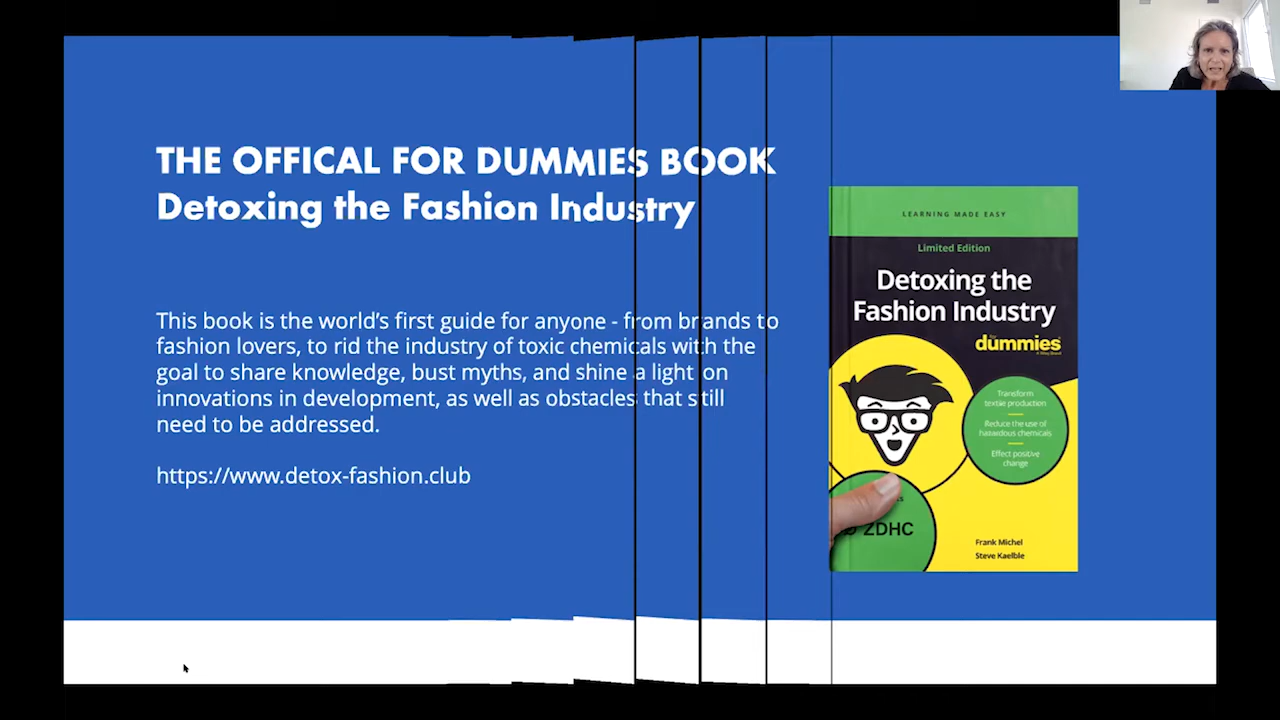 THE OFFICAL FOR DUMMIES BOOK
Detoxing the Fashion Industry
This book is the world's first guide for anyone - from brands to
fashion lovers, to rid the industry of toxic chemicals with the
goal to share knowledge, bust myths, and shine a light on
innovations in development, as well as obstacles that still
need to be addressed.
https://www.detox-fashion.club
LEARNING MADE EASY
Limited Edition
Detoxing the
Fashion Industry
dummies
A Wiley Brand
Transform
textile production
Reduce the use of
hazardous chemicals
Effect positive
change
ZDHC
Frank Michel
Steve Kaelble